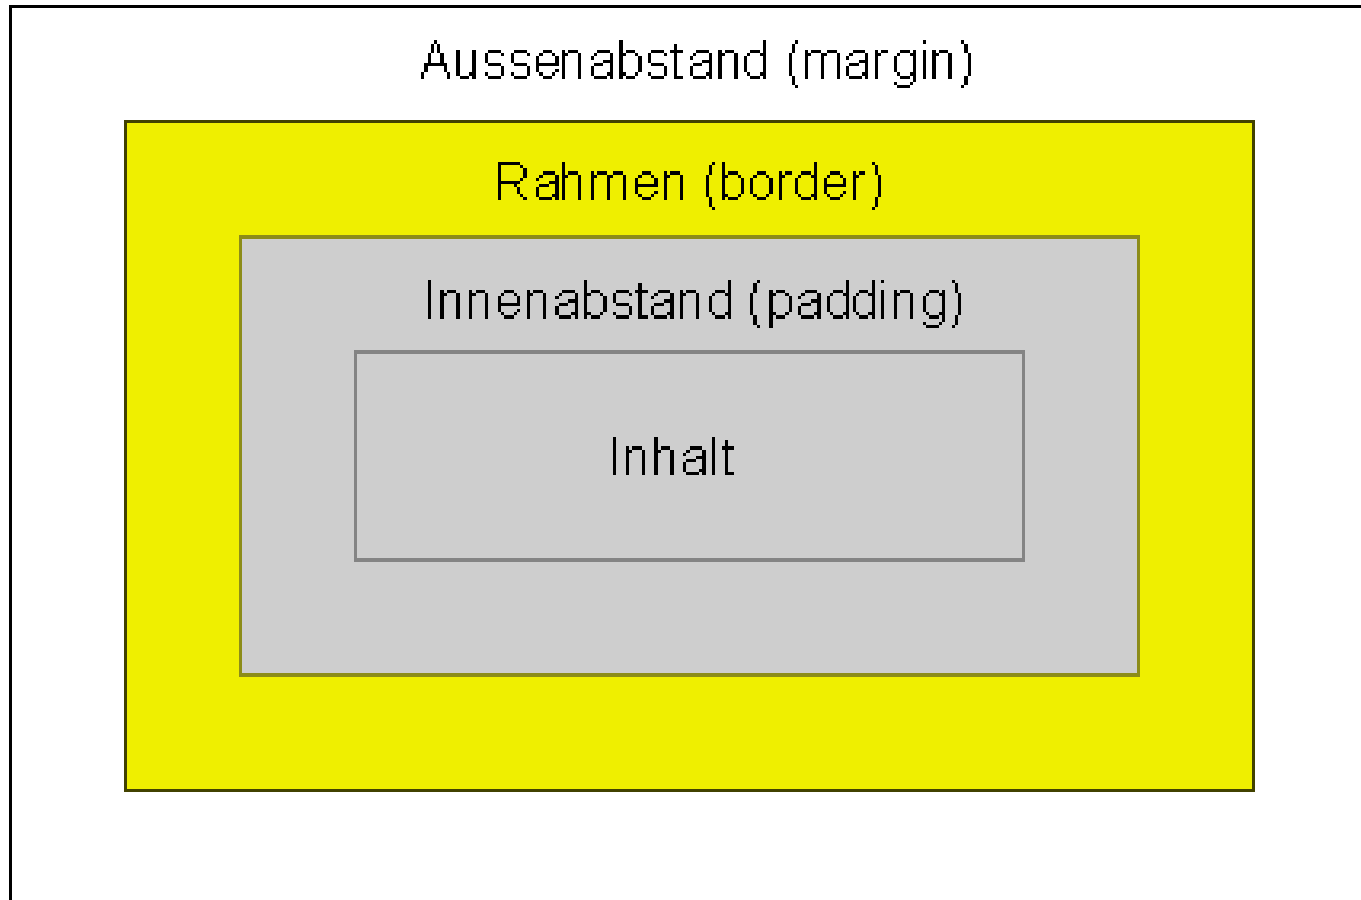 Aussenabstand (margin)
Rahmen (border)
Innenabstand (padding)
Inhalt